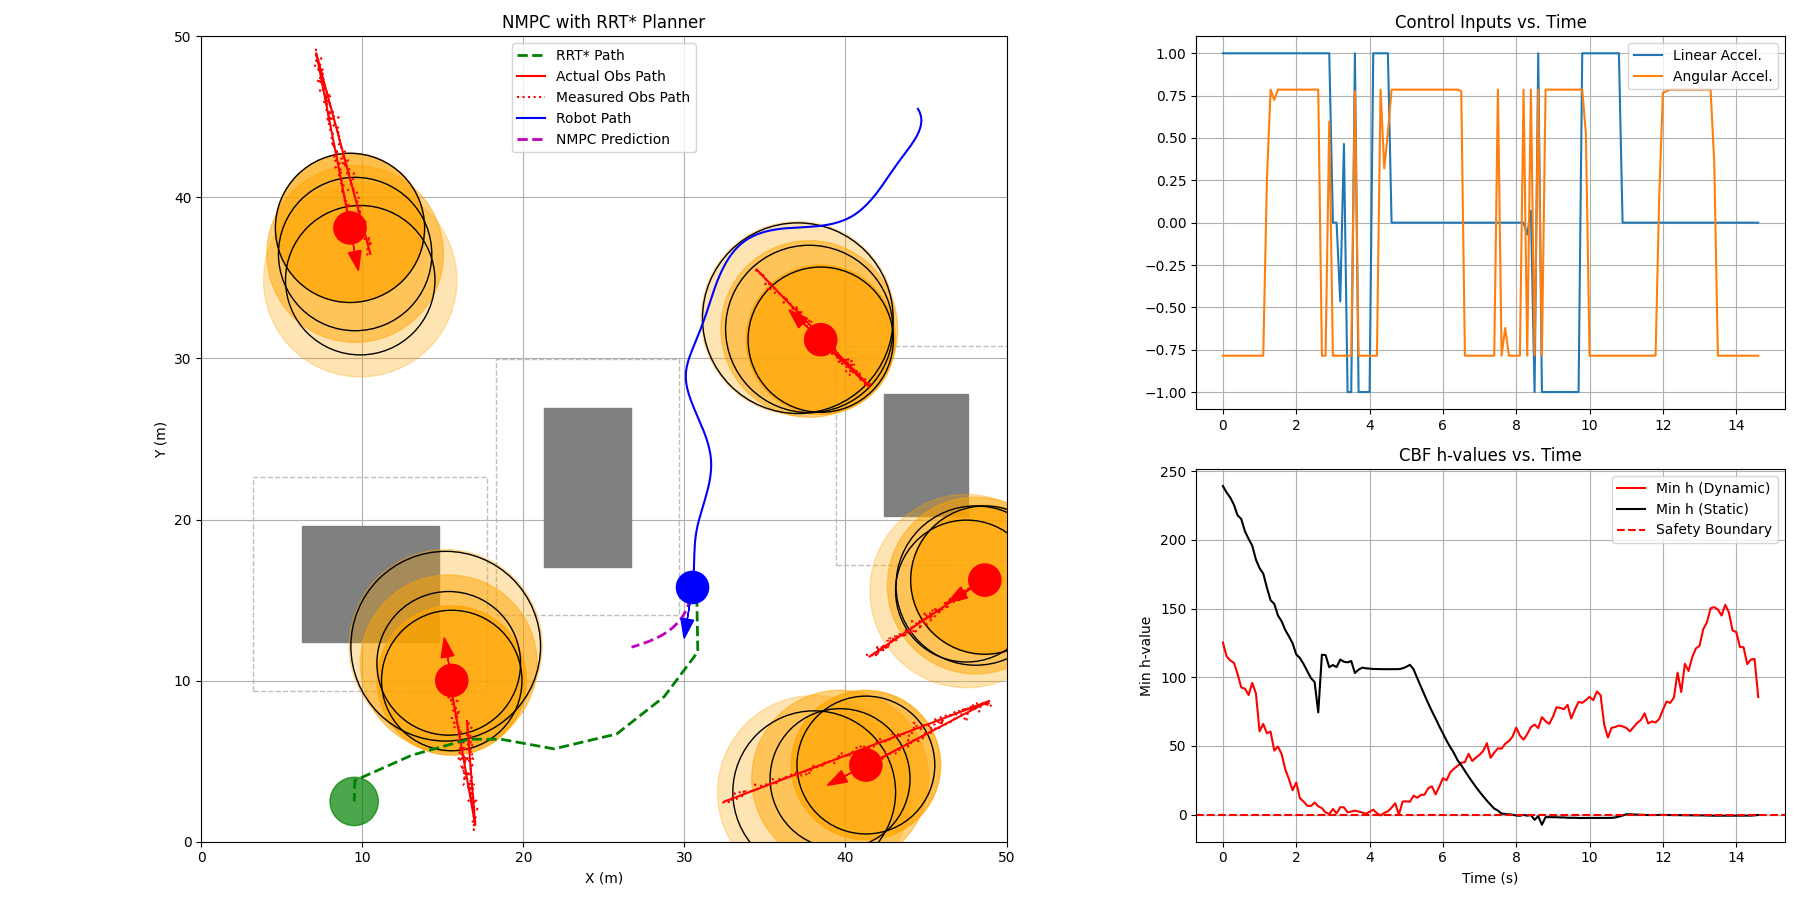 NMPC with RRT* Planner
RRT* Path
Actual Obs Path
Measured Obs Path
Robot Path
NMPC Prediction
50
40
30
20
10
0
Y (m)
0 10 20 30 40 50
X (m)
Control Inputs vs. Time
Linear Accel.
Angular Accel.
1.00
0.75
0.50
0.25
0.00
−0.25
−0.50
−0.75
−1.00
0 2 4 6 8 10 12 14
CBF h-values vs. Time
Min h (Dynamic)
Min h (Static)
Safety Boundary
250
200
150
100
50
0
Min h-value
0 2 4 6 8 10 12 14
Time (s)